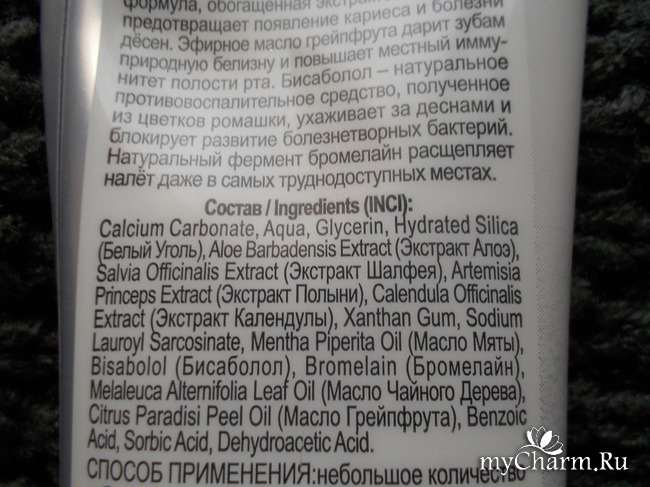 формула, обогащённая
предотвращает появление кариеса и болезни
дёсен. Эфирное масло грейпфрута дарит зубам
природную белизну и повышает местный имму-
нитет полости рта. Бисаболол – натуральное
противовоспалительное средство, полученное
из цветков ромашки, ухаживает за деснами и
блокирует развитие болезнетворных бактерий.
Натуральный фермент бромелайн расщепляет
налёт даже в самых труднодоступных местах.
Состав / Ingredients (INCI):
Calcium Carbonate, Aqua, Glycerin, Hydrated Silica
(Белый Уголь), Aloe Barbadensis Extract (Экстракт Алоэ),
Salvia Officinalis Extract (Экстракт Шалфея), Artemisia
Princeps Extract (Экстракт Полыни), Calendula Officinalis
Extract (Экстракт Календулы), Xanthan Gum, Sodium
Lauroyl Sarcosinate, Mentha Piperita Oil (Масло Мяты),
Bisabolol (Бисаболол), Bromelain (Бромелайн),
Melaleuca Alternifolia Leaf Oil (Масло Чайного Дерева),
Citrus Paradisi Peel Oil (Масло Грейпфрута), Benzoic
Acid, Sorbic Acid, Dehydroacetic Acid.
СПОСОБ ПРИМЕНЕНИЯ:небольшое количество
myCharm.Ru